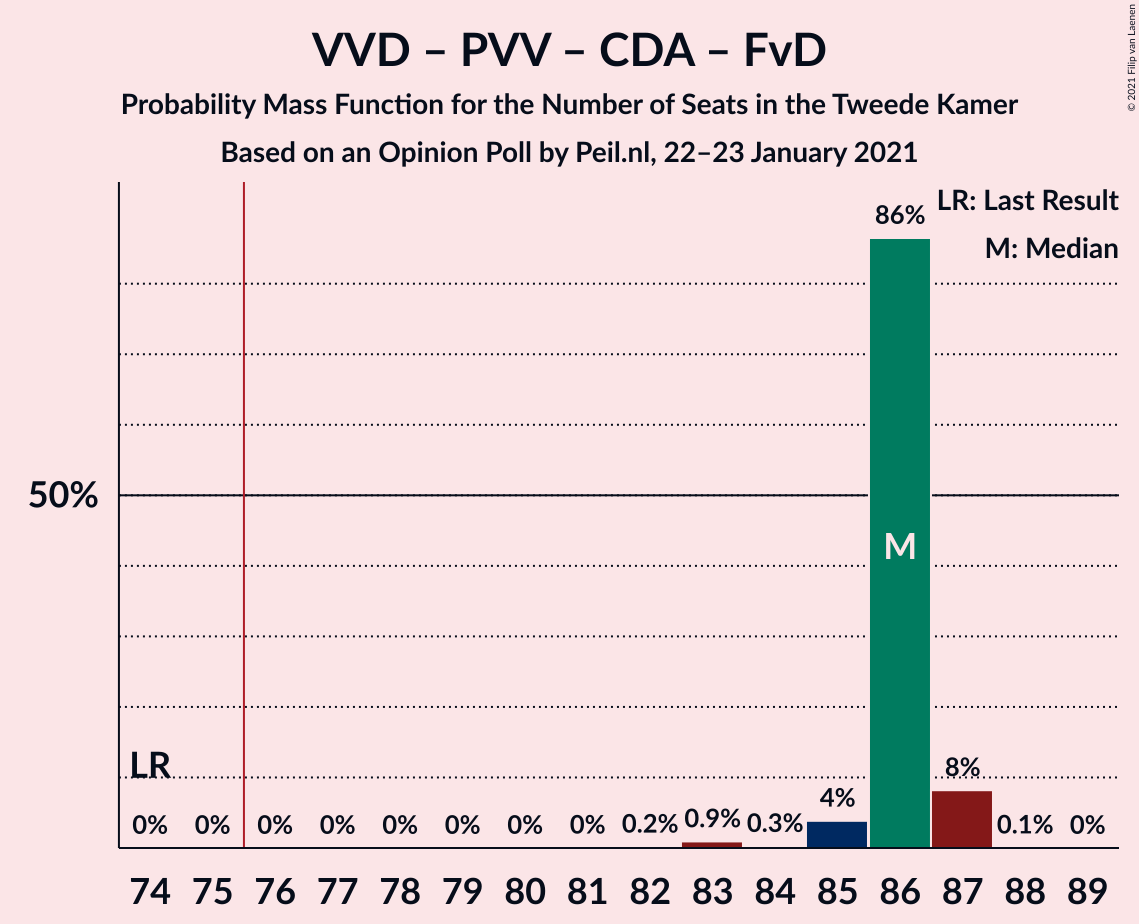 VVD – PVV – CDA – FvD
Probability Mass Function for the Number of Seats in the Tweede Kamer
Based on an Opinion Poll by Peil.nl, 22–23 January 2021
© 2021 Filip van Laenen
LR: Last Result
M: Median
86%
50%
M
LR
0% 0% 0% 0% 0% 0% 0% 0% 0.2% 0.9% 0.3% 4% 8% 0.1% 0%
74 75 76 77 78 79 80 81 82 83 84 85 86 87 88 89